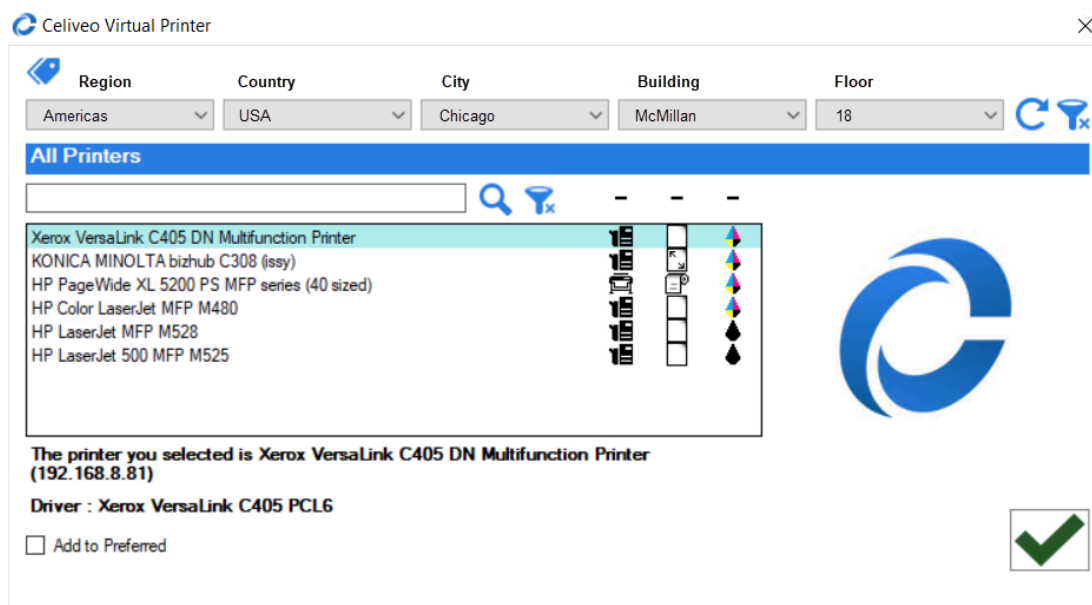 Celiveo Virtual Printer
Region Country City Building Floor
Americas USA Chicago McMillan 18
All Printers
Xerox VersaLink C405 DN Multifunction Printer
KONICA MINOLTA bizhub C308 (issy)
HP PageWide XL 5200 PS MFP series (40 sized)
HP Color LaserJet MFP M480
HP LaserJet MFP M528
HP LaserJet 500 MFP M525
The printer you selected is Xerox VersaLink C405 DN Multifunction Printer
(192.168.8.81)
Driver : Xerox VersaLink C405 PCL6
Add to Preferred